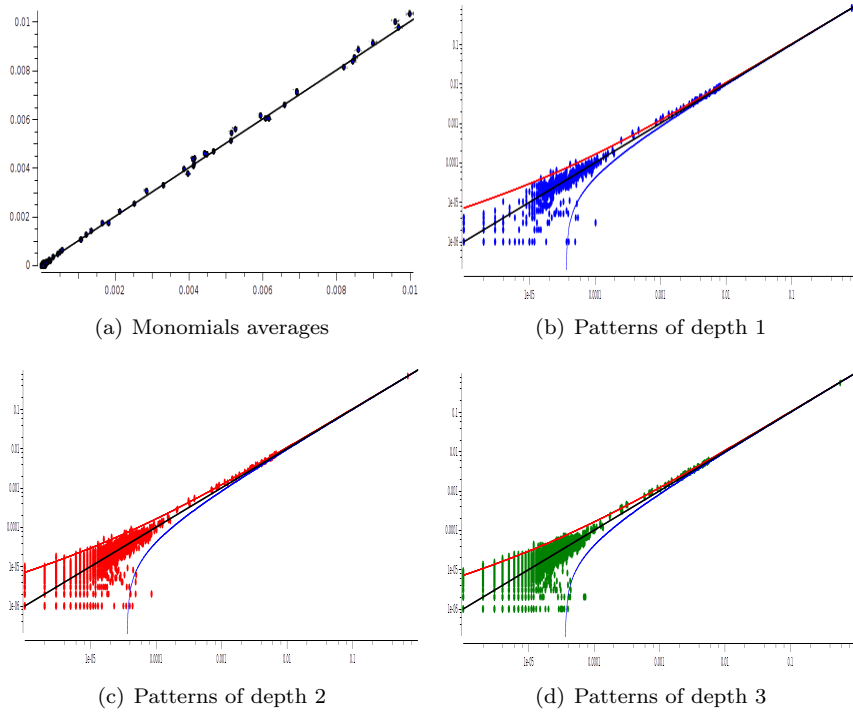 0.01
0.008
0.006
0.004
0.002
0
0.002 0.004 0.006 0.008 0.01
(a) Monomials averages
0.1
0.01
0.001
0.0001
1e-05
1e-06
1e-05 0.0001 0.001 0.01 0.1
(b) Patterns of depth 1
0.1
0.01
0.001
0.0001
1e-05
1e-06
1e-05 0.0001 0.001 0.01 0.1
(c) Patterns of depth 2
0.1
0.01
0.001
0.0001
1e-05
1e-06
1e-05 0.0001 0.001 0.01 0.1
(d) Patterns of depth 3